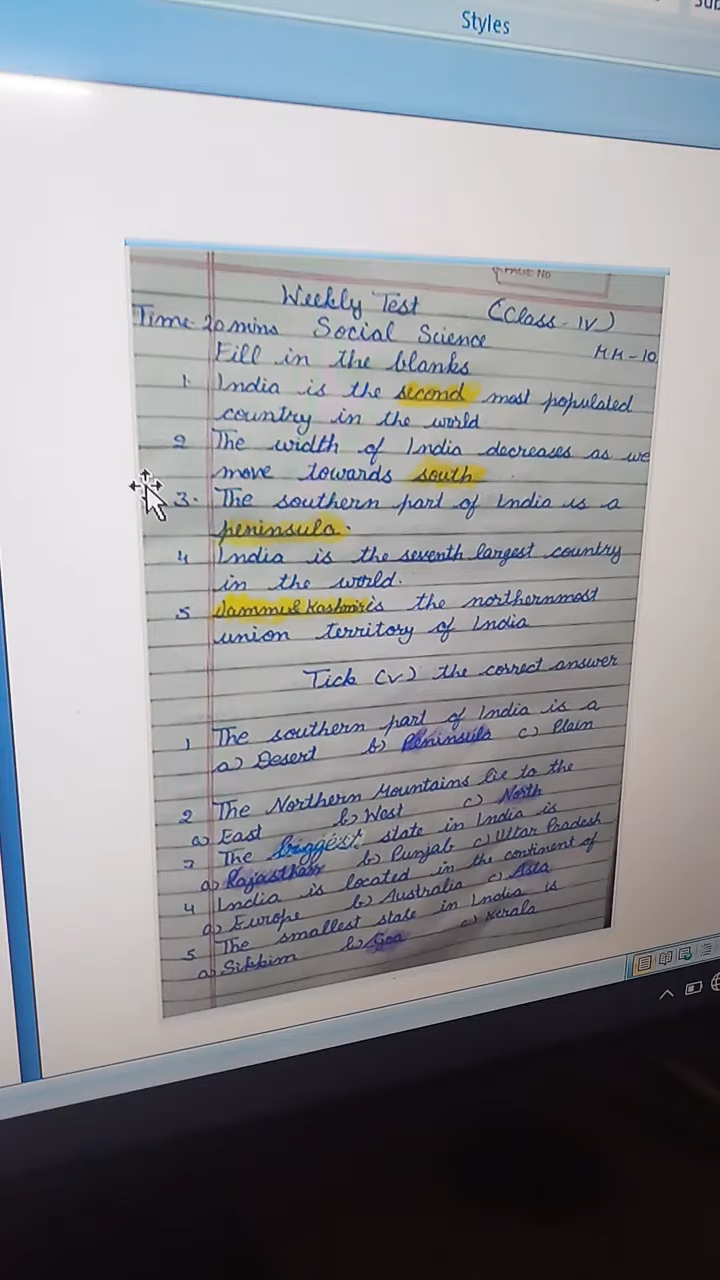 Styles
Weekly Test (Class-IV)
Time-20 mins Social Science
MM-10
Fill in the blanks
1. India is the second most populated
country in the world
2 The width of India decreases as we
move towards south
3. The southern part of India is a
peninsula.
4 India is the seventh largest country
in the world.
5 Jammu & Kashmir is the northernmost
union territory of India
Tick (✓) the correct answer
1 The southern part of India is a
a) Desert b) Peninsula c) Plain
2 The Northern Mountains lie to the
a) East b) West c) North
3 The biggest state in India is
a) Rajasthan b) Punjab c) Uttar Pradesh
4 India is located in the continent of
a) Europe b) Australia c) Asia
5 The smallest state in India is
a) Sikkim b) Goa c) Kerala